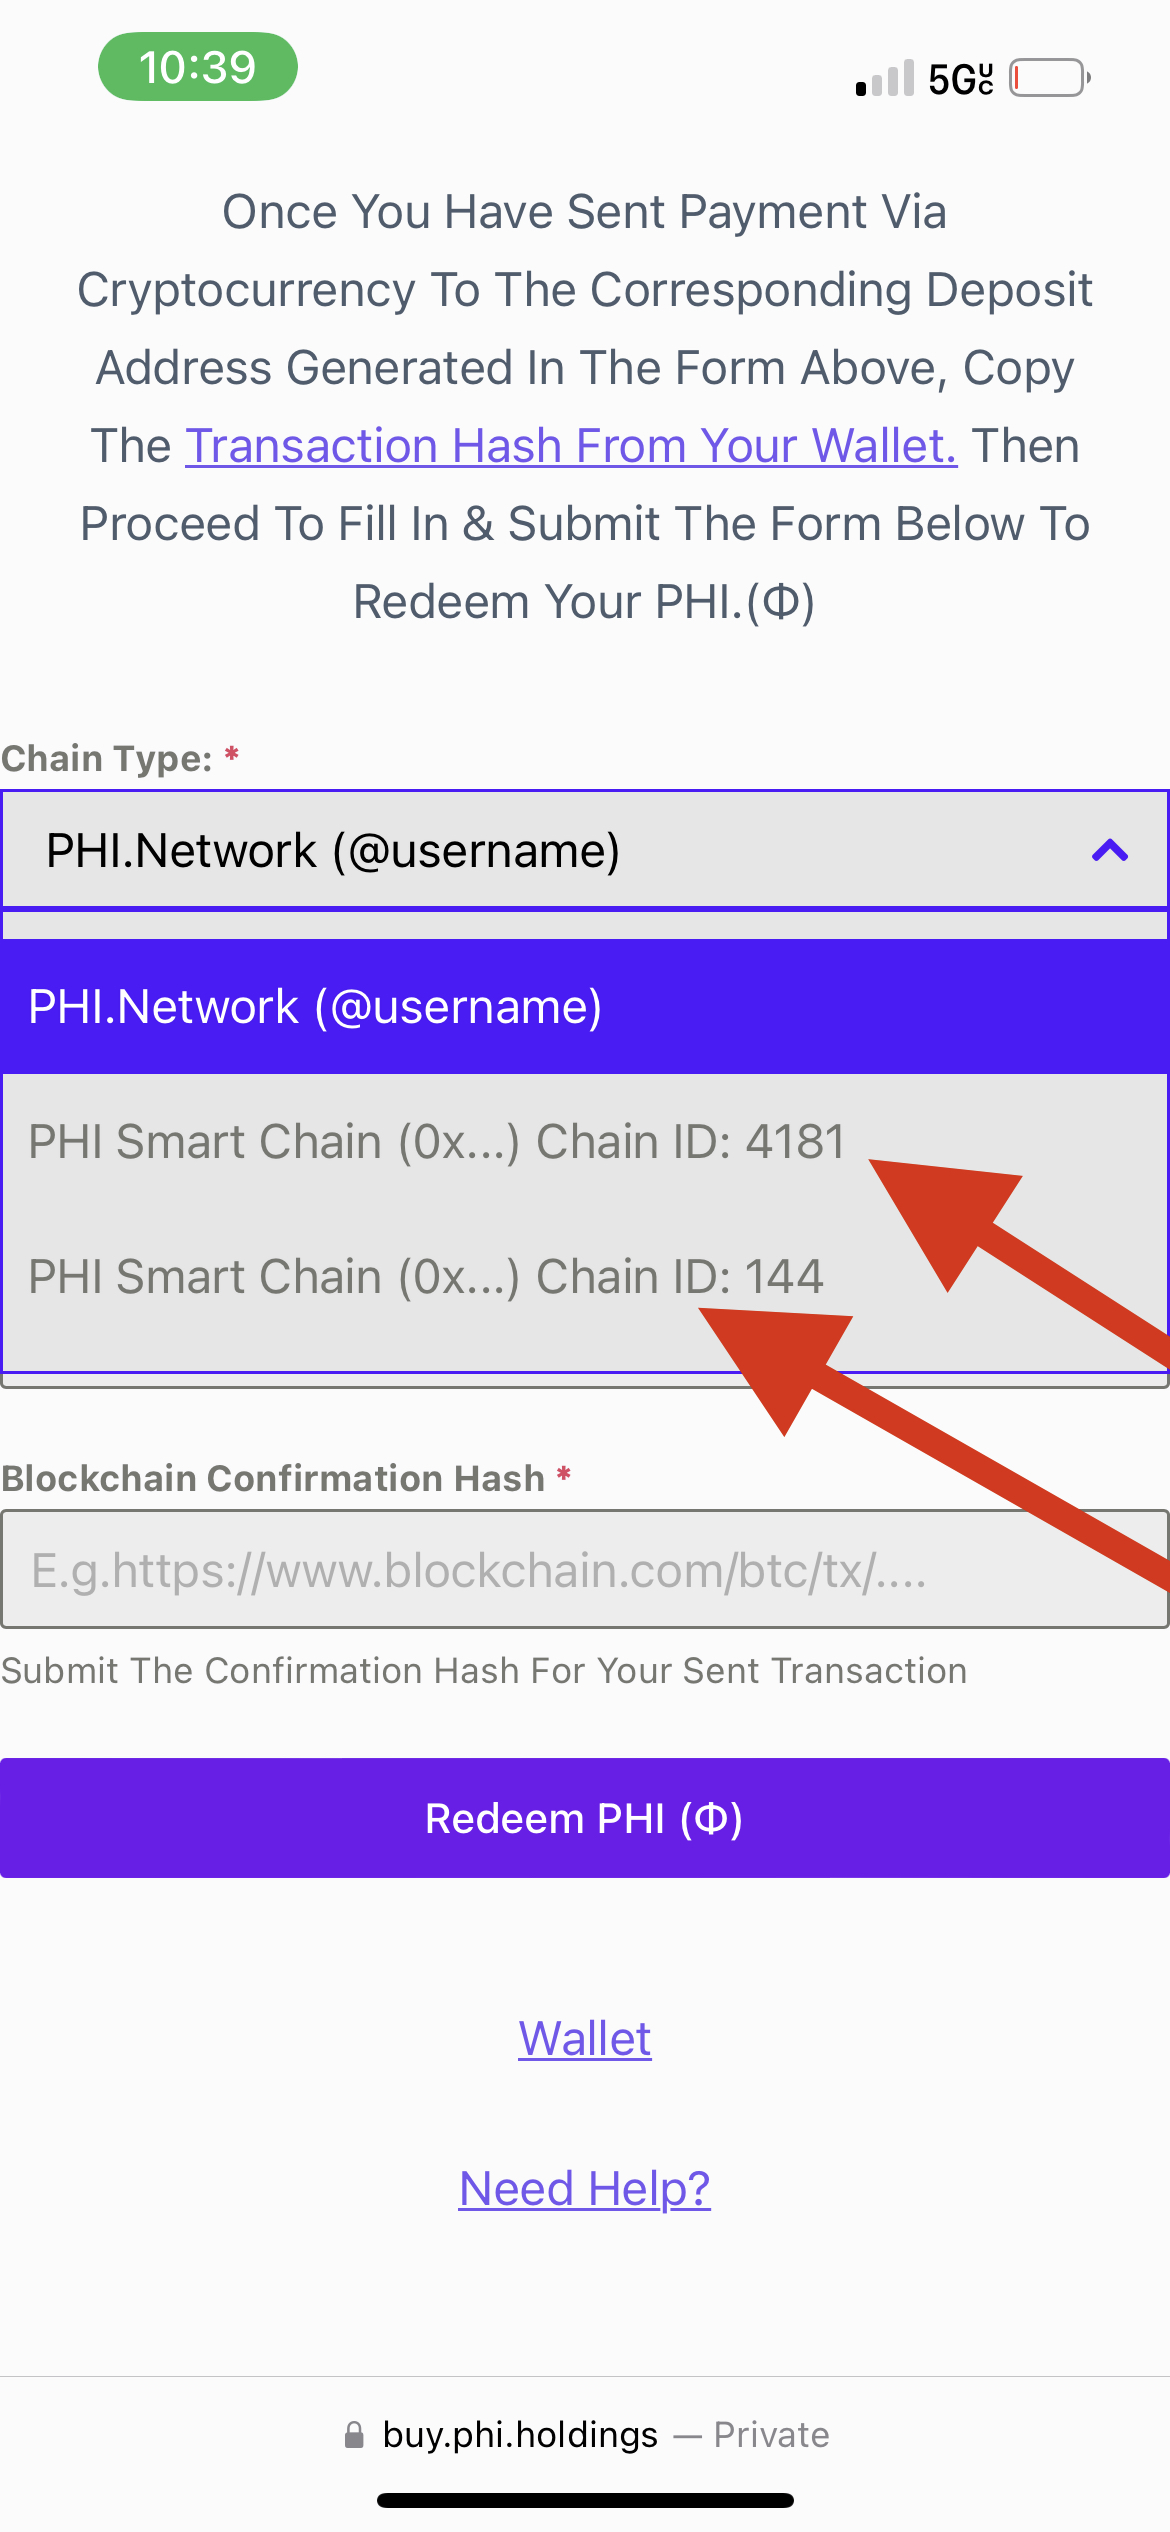 10:39
5GUC
Once You Have Sent Payment Via
Cryptocurrency To The Corresponding Deposit
Address Generated In The Form Above, Copy
The Transaction Hash From Your Wallet. Then
Proceed To Fill In & Submit The Form Below To
Redeem Your PHI.(Φ)
Chain Type: *
PHI.Network (@username)
PHI.Network (@username)
PHI Smart Chain (0x...) Chain ID: 4181
PHI Smart Chain (0x...) Chain ID: 144
Blockchain Confirmation Hash *
E.g.https://www.blockchain.com/btc/tx/....
Submit The Confirmation Hash For Your Sent Transaction
Redeem PHI (Φ)
Wallet
Need Help?
buy.phi.holdings — Private